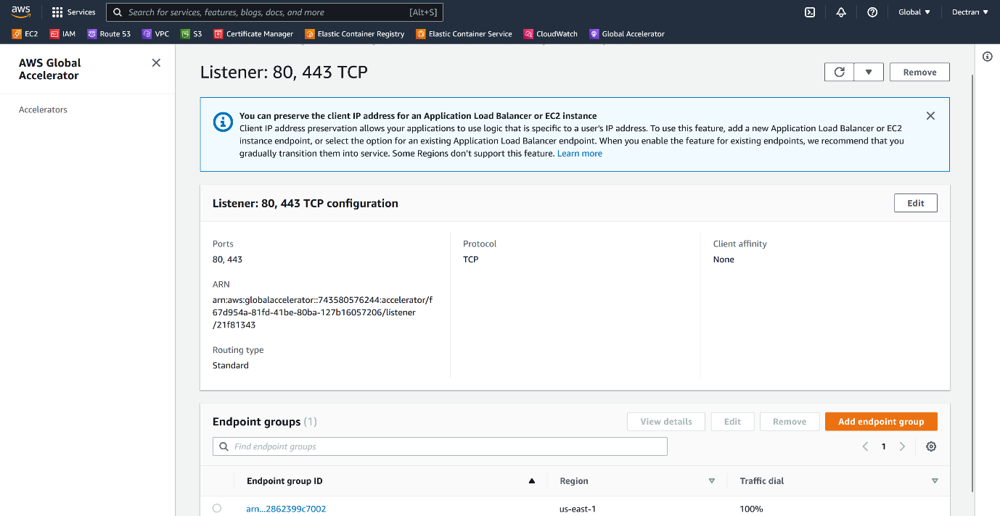 aws
Services
Search for services, features, blogs, docs, and more
[Alt+S]
Global ▼
Dectran ▼
EC2
IAM
Route 53
VPC
S3
Certificate Manager
Elastic Container Registry
Elastic Container Service
CloudWatch
Global Accelerator
AWS Global
Accelerator
Accelerators
Listener: 80, 443 TCP
Remove
You can preserve the client IP address for an Application Load Balancer or EC2 instance
Client IP address preservation allows your applications to use logic that is specific to a user's IP address. To use this feature, add a new Application Load Balancer or EC2
instance endpoint, or select the option for an existing Application Load Balancer endpoint. When you enable the feature for existing endpoints, we recommend that you
gradually transition them into service. Some Regions don't support this feature. Learn more
Listener: 80, 443 TCP configuration
Edit
Ports
80, 443
ARN
arn:aws:globalaccelerator::743580576244:accelerator/f
67d954a-81fd-41be-80ba-127b16057206/listener
/21f81343
Routing type
Standard
Protocol
TCP
Client affinity
None
Endpoint groups (1)
View details
Edit
Remove
Add endpoint group
Find endpoint groups
1
Endpoint group ID
Region
Traffic dial
arn...2862399c7002
us-east-1
100%